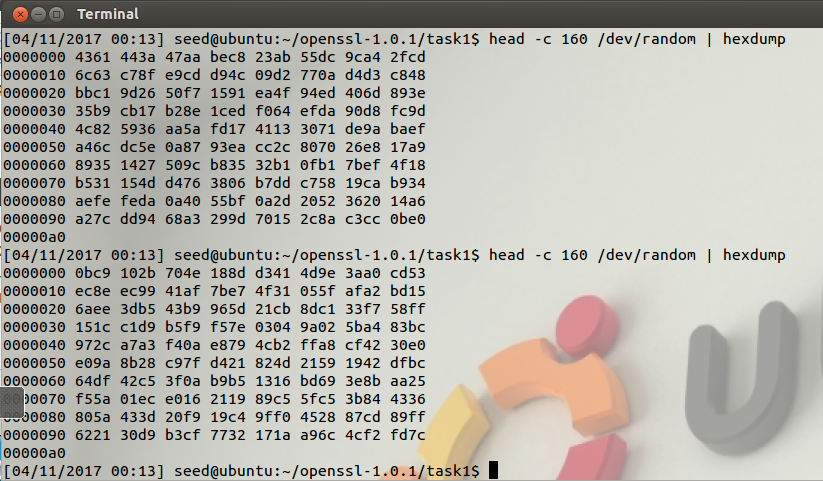 Terminal
[04/11/2017 00:13] seed@ubuntu:~/openssl-1.0.1/task1$ head -c 160 /dev/random | hexdump
0000000 4361 443a 47aa bec8 23ab 55dc 9ca4 2fcd
0000010 6c63 c78f e9cd d94c 09d2 770a d4d3 c848
0000020 bbc1 9d26 50f7 1591 ea4f 94ed 406d 893e
0000030 35b9 cb17 b28e 1ced f064 efda 90d8 fc9d
0000040 4c82 5936 aa5a fd17 4113 3071 de9a baef
0000050 a46c dc5e 0a87 93ea cc2c 8070 26e8 17a9
0000060 8935 1427 509c b835 32b1 0fb1 7bef 4f18
0000070 b531 154d d476 3806 b7dd c758 19ca b934
0000080 aefe feda 0a40 55bf 0a2d 2052 3620 14a6
0000090 a27c dd94 68a3 299d 7015 2c8a c3cc 0be0
00000a0
[04/11/2017 00:13] seed@ubuntu:~/openssl-1.0.1/task1$ head -c 160 /dev/random | hexdump
0000000 0bc9 102b 704e 188d d341 4d9e 3aa0 cd53
0000010 ec8e ec99 41af 7be7 4f31 055f afa2 bd15
0000020 6aee 3db5 43b9 965d 21cb 8dc1 33f7 58ff
0000030 151c c1d9 b5f9 f57e 0304 9a02 5ba4 83bc
0000040 972c a7a3 f40a e879 4cb2 ffa8 cf42 30e0
0000050 e09a 8b28 c97f d421 824d 2159 1942 dfbc
0000060 64df 42c5 3f0a b9b5 1316 bd69 3e8b aa25
0000070 f55a 01ec e016 2119 89c5 5fc5 3b84 4336
0000080 805a 433d 20f9 19c4 9ff0 4528 87cd 89ff
0000090 6221 30d9 b3cf 7732 171a a96c 4cf2 fd7c
00000a0
[04/11/2017 00:13] seed@ubuntu:~/openssl-1.0.1/task1$